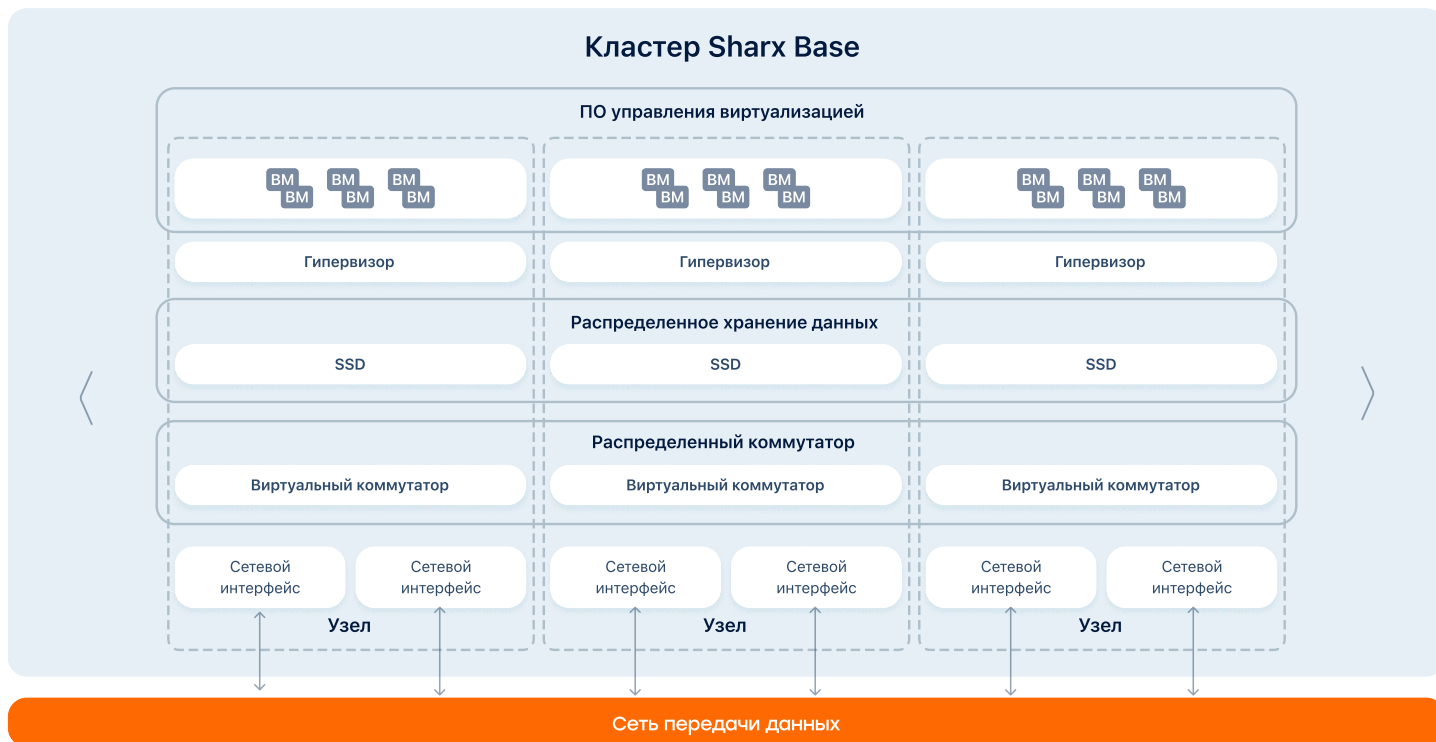 Кластер Sharx Base
ПО управления виртуализацией
ВМ ВМ ВМ ВМ ВМ ВМ ВМ ВМ ВМ
ВМ ВМ ВМ ВМ ВМ ВМ ВМ ВМ ВМ
Гипервизор Гипервизор Гипервизор
Распределенное хранение данных
SSD SSD SSD
Распределенный коммутатор
Виртуальный коммутатор Виртуальный коммутатор Виртуальный коммутатор
Сетевой Сетевой Сетевой Сетевой Сетевой Сетевой
интерфейс интерфейс интерфейс интерфейс интерфейс интерфейс
Узел Узел Узел
Сеть передачи данных